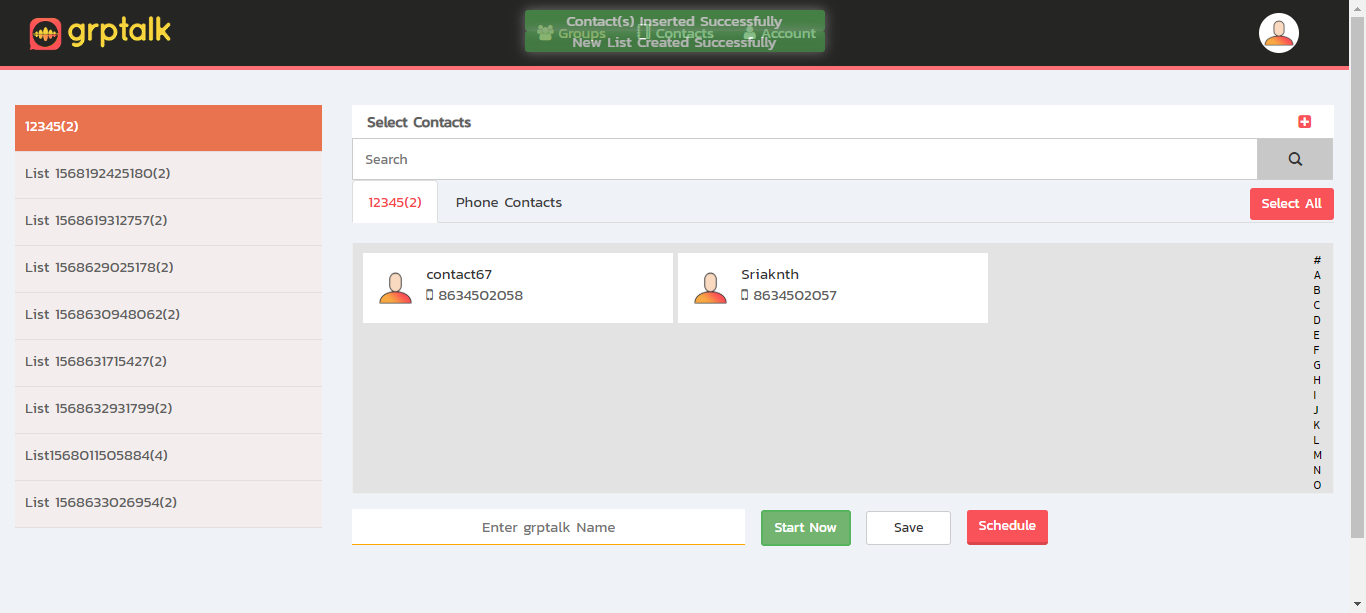 grptalk
Contact(s) Inserted Successfully
Groups Contacts Account
New List Created Successfully
12345(2)
List 1568192425180(2)
List 1568619312757(2)
List 1568629025178(2)
List 1568630948062(2)
List 1568631715427(2)
List 1568632931799(2)
List1568011505884(4)
List 1568633026954(2)
Select Contacts
Search
12345(2) Phone Contacts Select All
contact67
8634502058
Sriaknth
8634502057
#
A
B
C
D
E
F
G
H
I
J
K
L
M
N
O
Enter grptalk Name Start Now Save Schedule